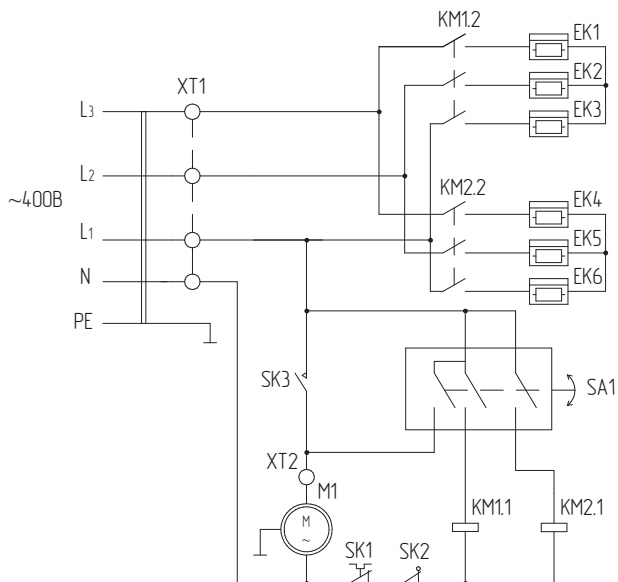 KM1.2
EK1
EK2
EK3
XT1
L3
L2
~400В
L1
N
PE
KM2.2
EK4
EK5
EK6
SK3
SA1
XT2
M1
M
~
KM1.1
KM2.1
SK1
SK2